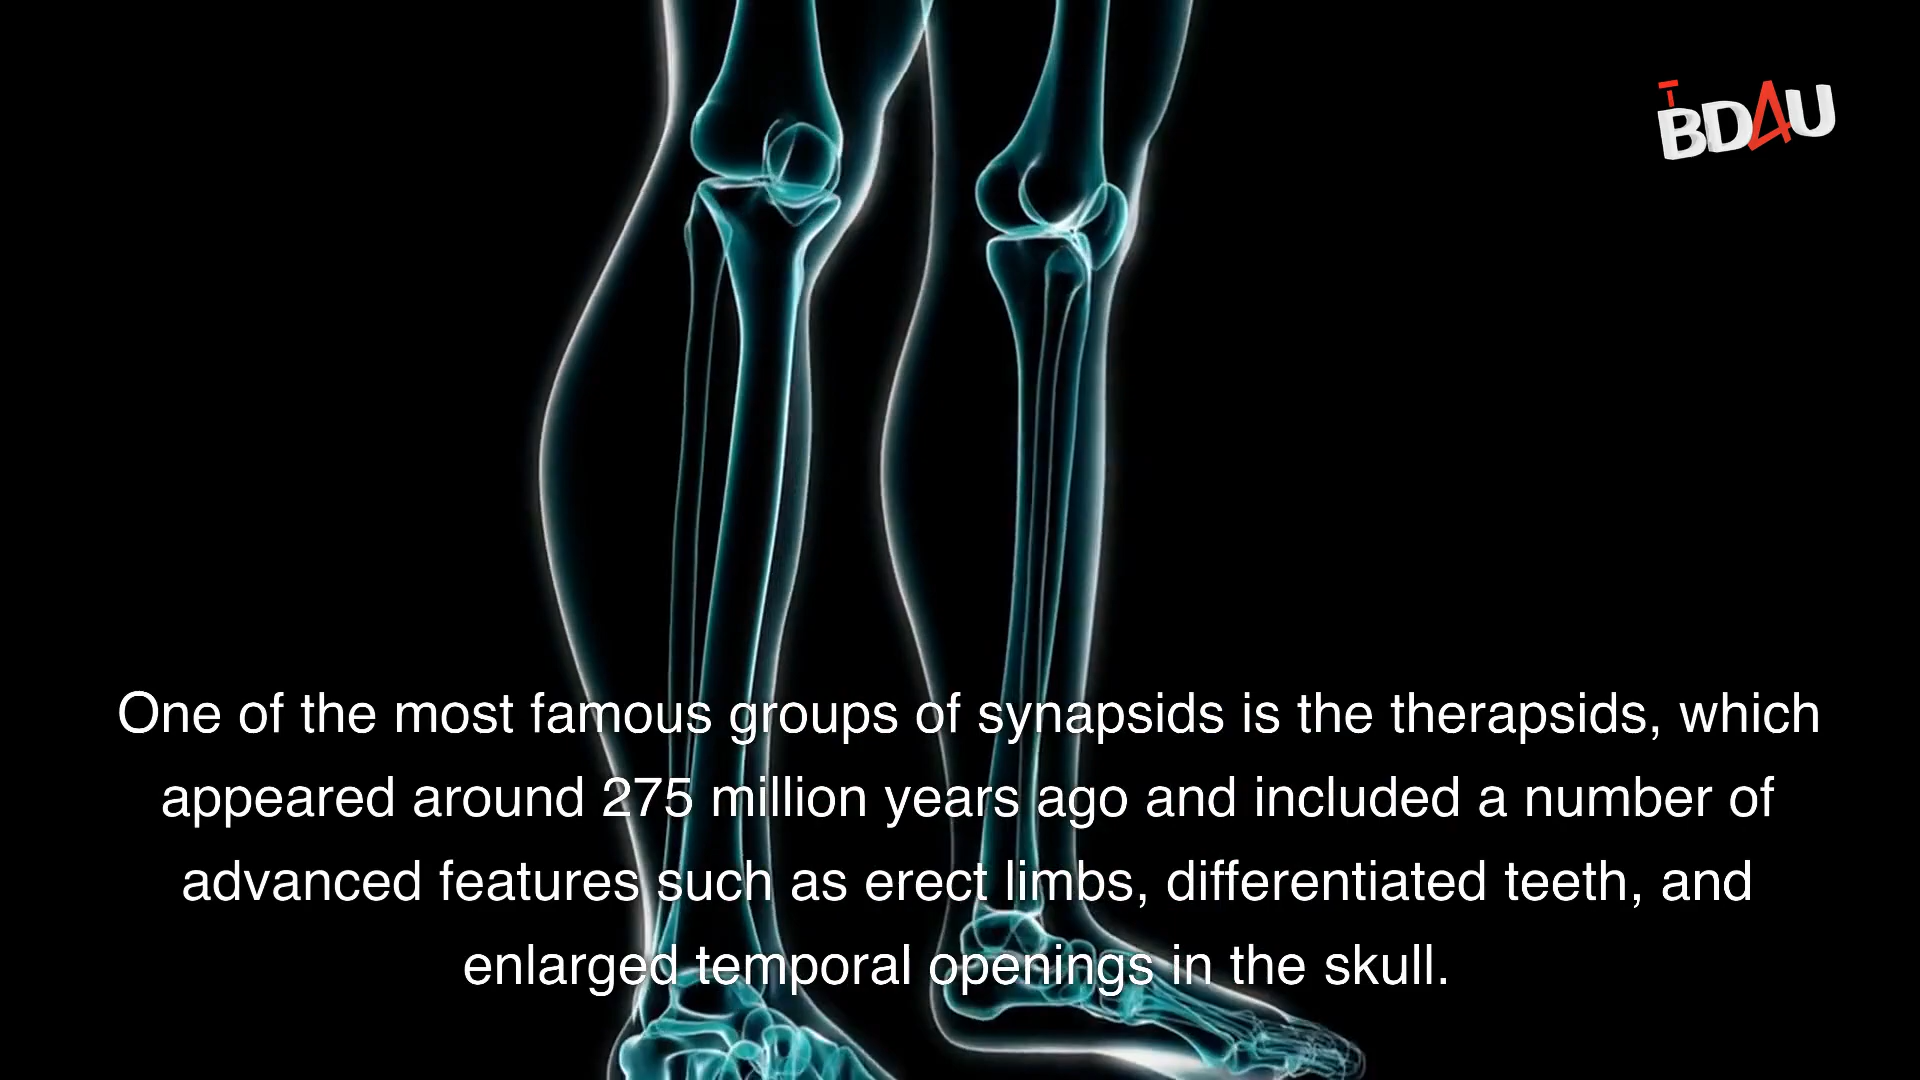 TBD4U
One of the most famous groups of synapsids is the therapsids, which
appeared around 275 million years ago and included a number of
advanced features such as erect limbs, differentiated teeth, and
enlarged temporal openings in the skull.